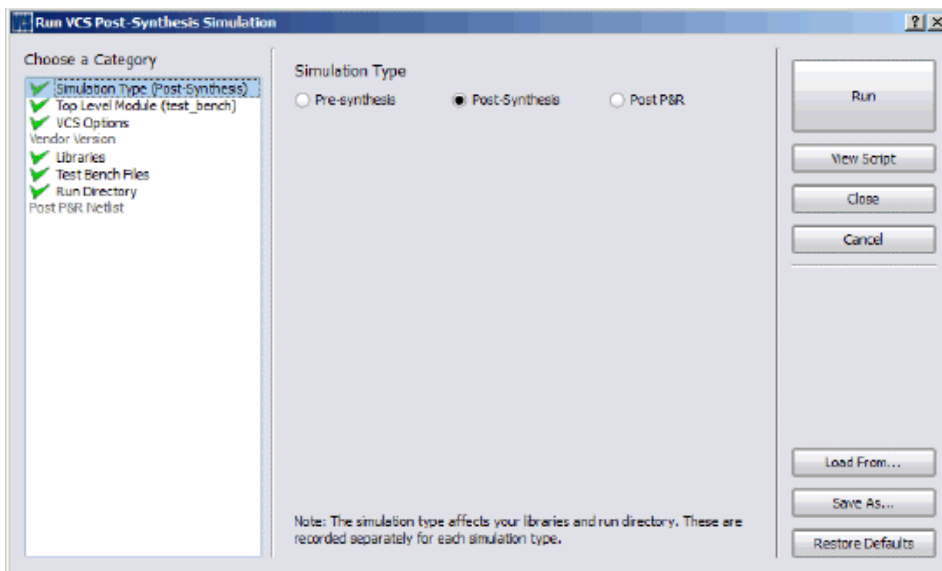 Run VCS Post-Synthesis Simulation
Choose a Category
Simulation Type (Post-Synthesis)
Top Level Module (test_bench)
VCS Options
Vendor Version
Libraries
Test Bench Files
Run Directory
Post P&R Netlist
Simulation Type
Pre-synthesis
Post-Synthesis
Post P&R
Note: The simulation type affects your libraries and run directory. These are
recorded separately for each simulation type.
Run
View Script
Close
Cancel
Load From...
Save As...
Restore Defaults